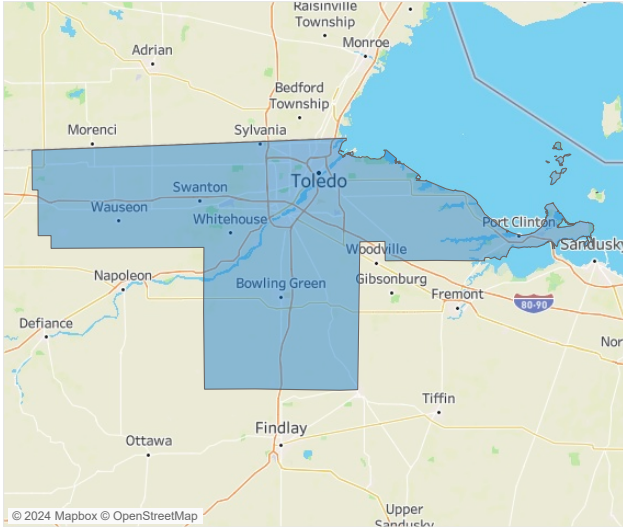 Raisinville
Township
Adrian
Monroe
Bedford
Township
Morenci
Sylvania
Toledo
Swanton
Wauseon
Whitehouse
Port Clinton
Sandusky
Woodville
Napoleon
Bowling Green
Gibsonburg
Fremont
80-90
Defiance
Nor
Tiffin
Findlay
Ottawa
Upper
Sandusky
© 2024 Mapbox © OpenStreetMap